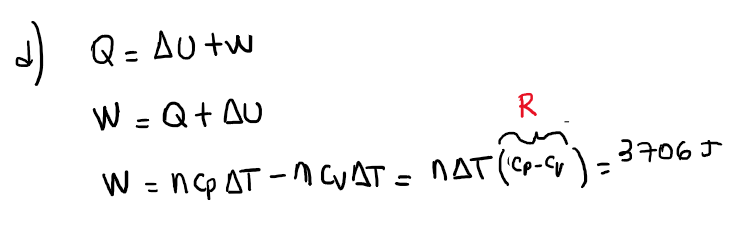 d) Q = ΔU + W
W = Q + ΔU
R
W = n Cp ΔT - n Cv ΔT = n ΔT (Cp - Cv) = 3706 J